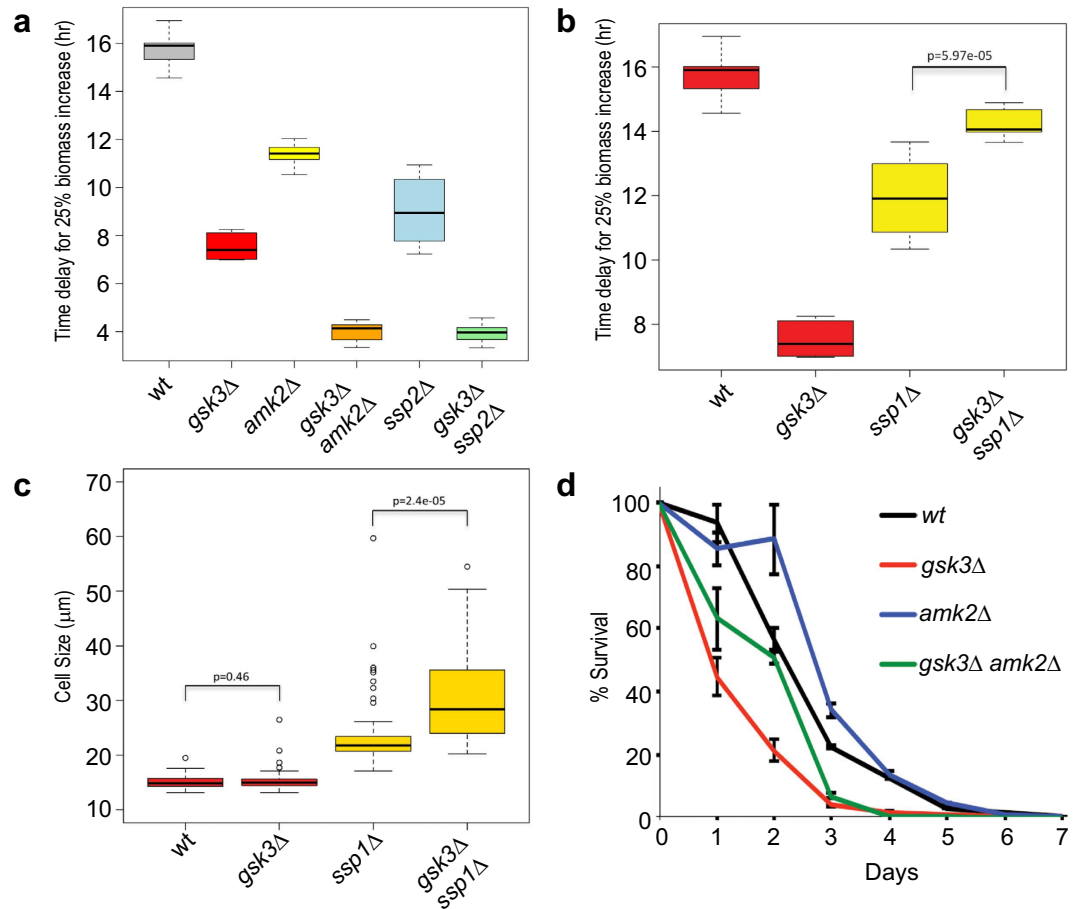 a
Time delay for 25% biomass increase (hr)
16
14
12
10
8
6
4
wt
gsk3Δ
amk2Δ
gsk3Δ
amk2Δ
ssp2Δ
gsk3Δ
ssp2Δ
b
Time delay for 25% biomass increase (hr)
16
14
12
10
8
p=5.97e-05
wt
gsk3Δ
ssp1Δ
gsk3Δ
ssp1Δ
c
Cell Size (μm)
70
60
50
40
30
20
10
p=0.46
p=2.4e-05
wt
gsk3Δ
ssp1Δ
gsk3Δ
ssp1Δ
d
% Survival
100
80
60
40
20
0
wt
gsk3Δ
amk2Δ
gsk3Δ amk2Δ
0 1 2 3 4 5 6 7
Days